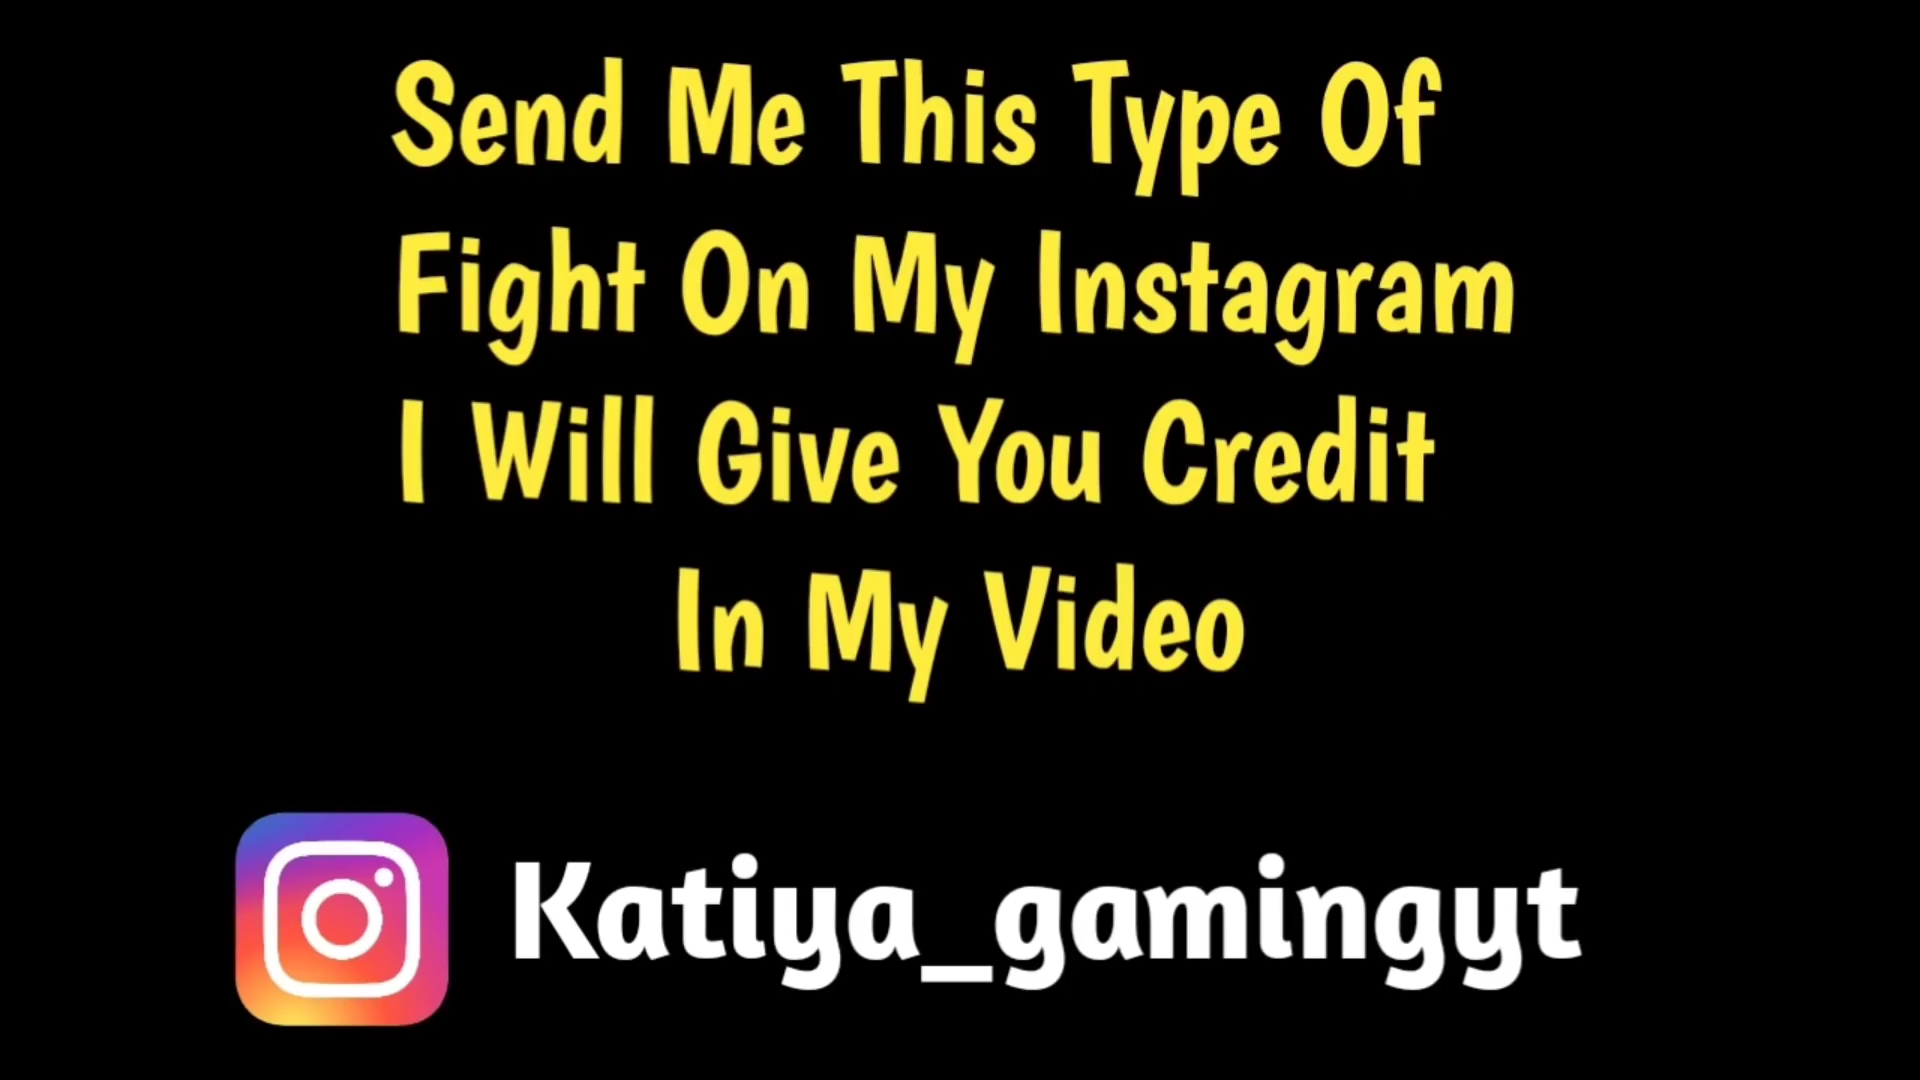 Send Me This Type Of
Fight On My Instagram
I Will Give You Credit
In My Video
Katiya_gamingyt